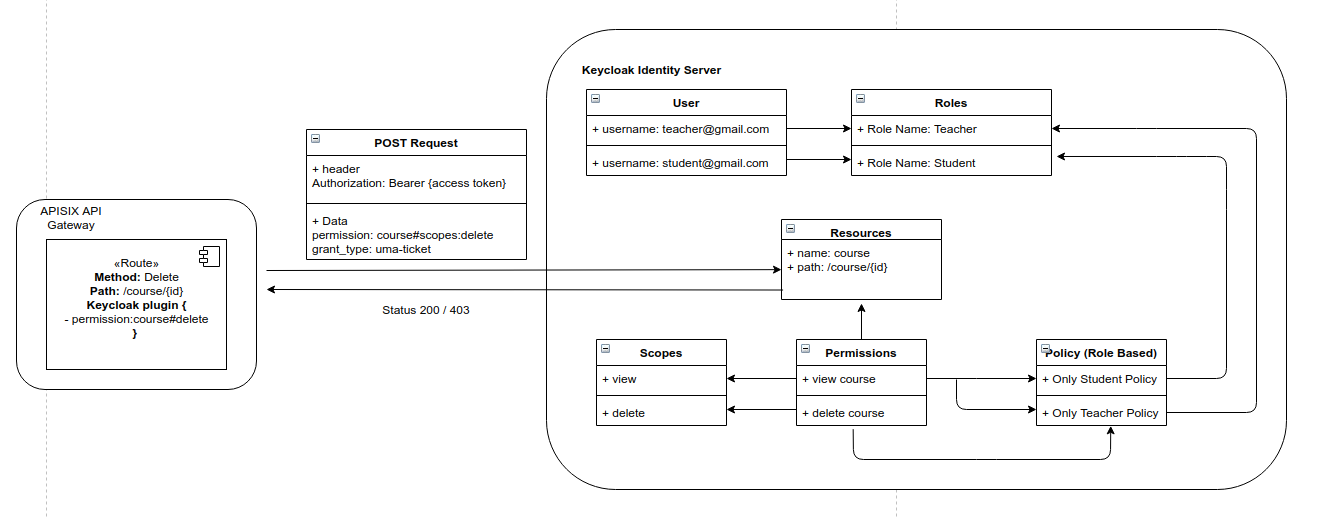 Keycloak Identity Server
User
+ username: teacher@gmail.com
+ username: student@gmail.com
Roles
+ Role Name: Teacher
+ Role Name: Student
POST Request
+ header
Authorization: Bearer {access token}
+ Data
permission: course#scopes:delete
grant_type: uma-ticket
APISIX API
Gateway
«Route»
Method: Delete
Path: /course/{id}
Keycloak plugin {
- permission:course#delete
}
Status 200 / 403
Resources
+ name: course
+ path: /course/{id}
Scopes
+ view
+ delete
Permissions
+ view course
+ delete course
Policy (Role Based)
+ Only Student Policy
+ Only Teacher Policy